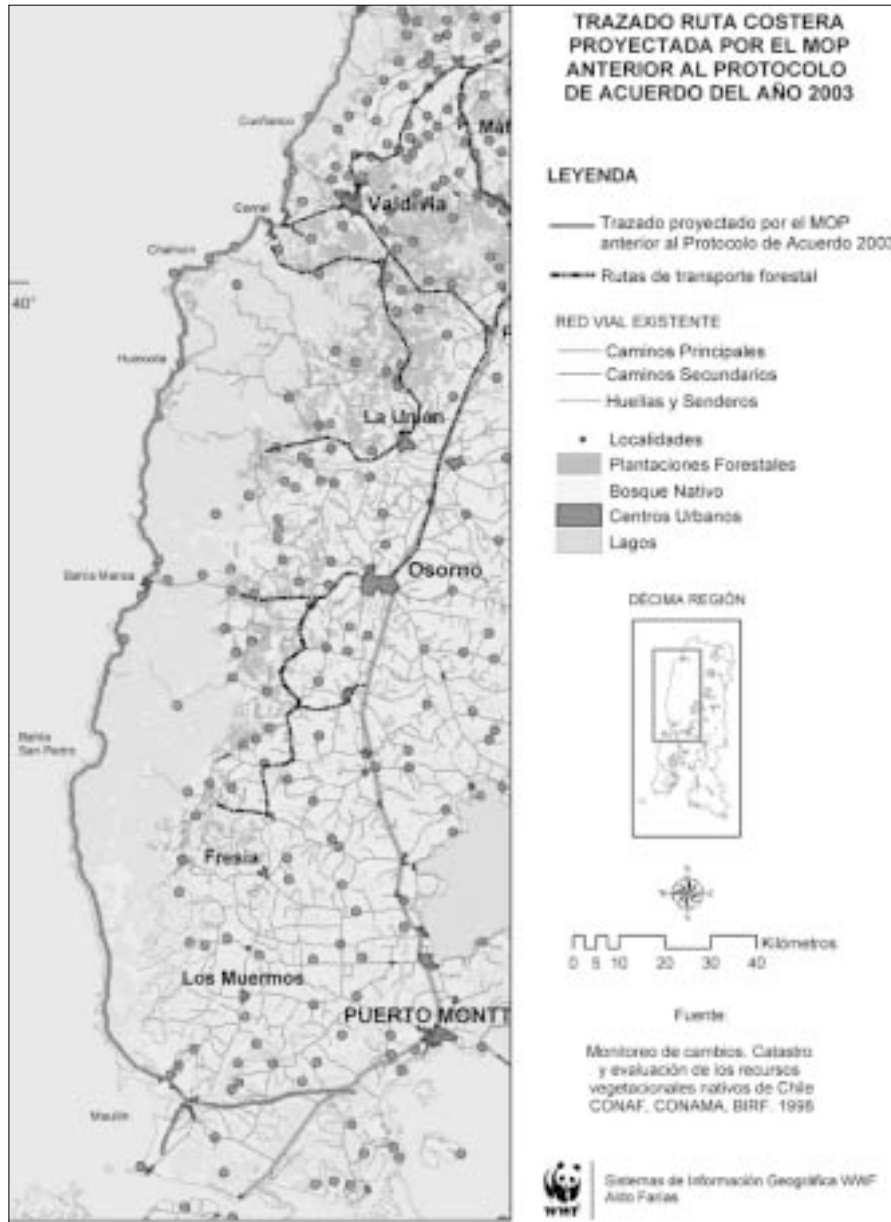 TRAZADO RUTA COSTERA
PROYECTADA POR EL MOP
ANTERIOR AL PROTOCOLO
DE ACUERDO DEL AÑO 2003
LEYENDA
Trazado proyectado por el MOP
anterior al Protocolo de Acuerdo 2003
Rutas de transporte forestal
RED VIAL EXISTENTE
Caminos Principales
Caminos Secundarios
Huellas y Senderos
Localidades
Plantaciones Forestales
Bosque Nativo
Centros Urbanos
Lagos
DÉCIMA REGIÓN
Kilómetros
0 5 10 20 30 40
Fuente
Monitoreo de cambios. Catastro
y evaluación de los recursos
vegetacionales nativos de Chile
CONAF, CONAMA, BIRF. 1998
WWF
Sistemas de Información Geográfica WWF
Aldo Farias
Valdivia
Corral
Chaihuin
40°
La Unión
Bahía Mansa
Osorno
Bahía
San Pedro
Fresia
Los Muermos
PUERTO MONTT
Maullín